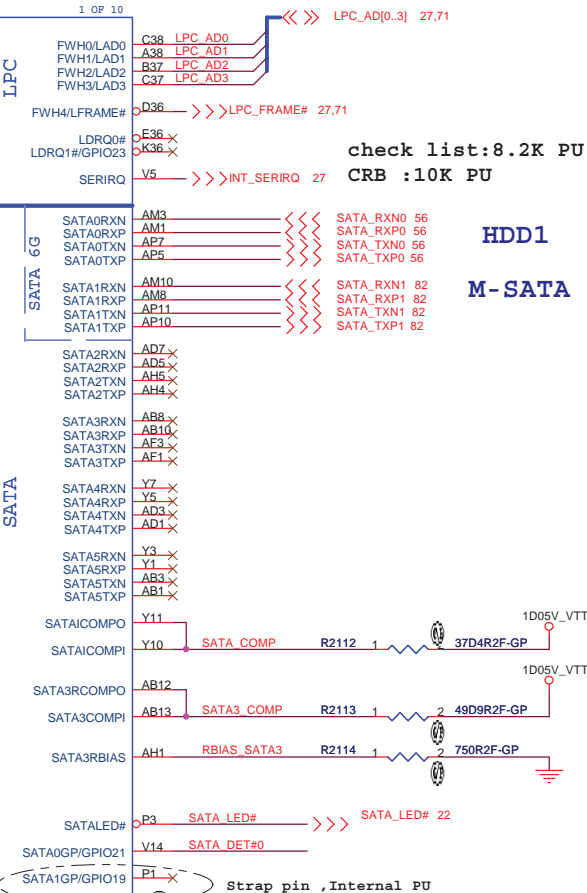 1 OF 10
LPC
FWH0/LAD0 C38 LPC_AD0
FWH1/LAD1 A38 LPC_AD1
FWH2/LAD2 B37 LPC_AD2
FWH3/LAD3 C37 LPC_AD3
LPC_AD[0..3] 27,71
FWH4/LFRAME# D36 LPC_FRAME# 27,71
LDRQ0# E36
LDRQ1#/GPIO23 K36
SERIRQ V5 INT_SERIRQ 27
check list:8.2K PU
CRB :10K PU
SATA 6G
SATA0RXN AM3 SATA_RXN0 56
SATA0RXP AM1 SATA_RXP0 56
SATA0TXN AP7 SATA_TXN0 56
SATA0TXP AP5 SATA_TXP0 56
HDD1
SATA1RXN AM10 SATA_RXN1 82
SATA1RXP AM8 SATA_RXP1 82
SATA1TXN AP11 SATA_TXN1 82
SATA1TXP AP10 SATA_TXP1 82
M-SATA
SATA
SATA2RXN AD7
SATA2RXP AD5
SATA2TXN AH5
SATA2TXP AH4
SATA3RXN AB8
SATA3RXP AB10
SATA3TXN AF3
SATA3TXP AF1
SATA4RXN Y7
SATA4RXP Y5
SATA4TXN AD3
SATA4TXP AD1
SATA5RXN Y3
SATA5RXP Y1
SATA5TXN AB3
SATA5TXP AB1
SATAICOMPO Y11
1D05V_VTT
SATAICOMPI Y10 SATA_COMP R2112 1 2 37D4R2F-GP
1D05V_VTT
SATA3RCOMPO AB12
SATA3COMPI AB13 SATA3_COMP R2113 1 2 49D9R2F-GP
SATA3RBIAS AH1 RBIAS_SATA3 R2114 1 2 750R2F-GP
SATALED# P3 SATA_LED# SATA_LED# 22
SATA0GP/GPIO21 V14 SATA_DET#0
SATA1GP/GPIO19 P1
Strap pin ,Internal PU